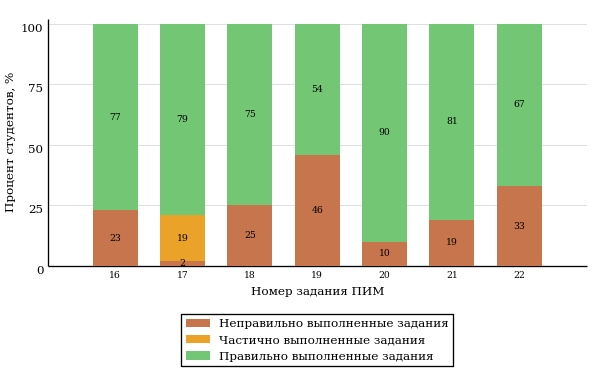 Процент студентов, %
100
75
50
25
0
77 79 75 54 90 81 67
23 19 2 25 46 10 19 33
16 17 18 19 20 21 22
Номер задания ПИМ
Неправильно выполненные задания
Частично выполненные задания
Правильно выполненные задания